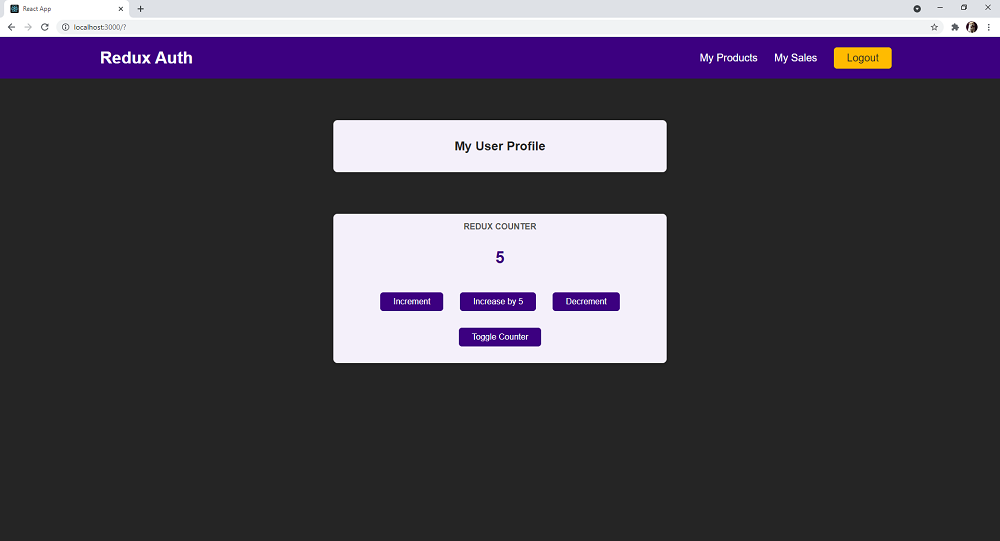 React App
localhost:3000/?
Redux Auth
My Products
My Sales
Logout
My User Profile
REDUX COUNTER
5
Increment
Increase by 5
Decrement
Toggle Counter